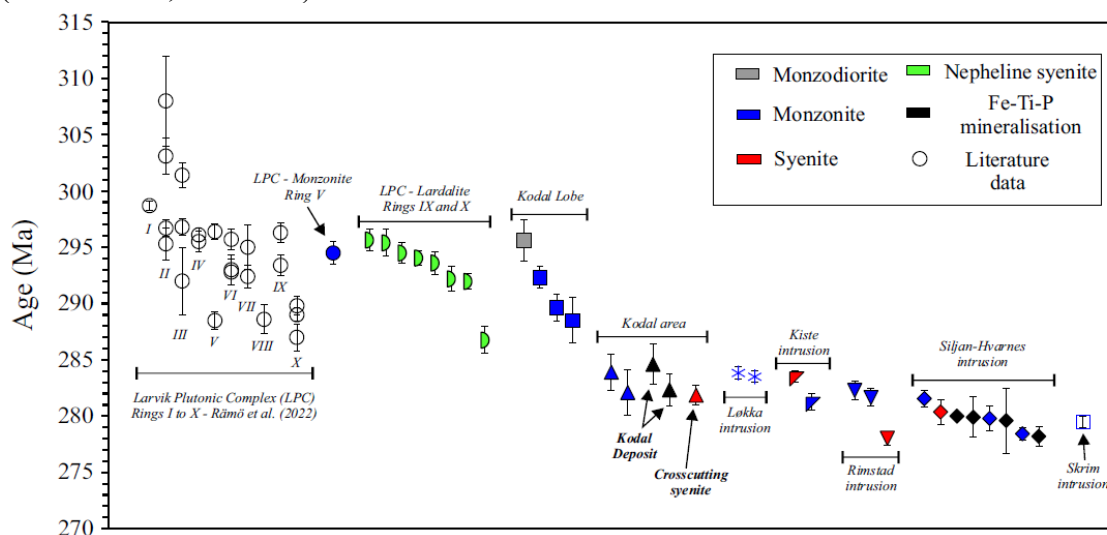 315
310
305
300
295
290
285
280
275
270
Age (Ma)
Monzodiorite
Monzonite
Syenite
Nepheline syenite
Fe-Ti-P
mineralisation
Literature
data
I
II
III
IV
V
VI
VII
VIII
IX
X
Larvik Plutonic Complex (LPC)
Rings I to X - Rämö et al. (2022)
LPC - Monzonite
Ring V
LPC - Lardalite
Rings IX and X
Kodal Lobe
Kodal area
Kodal
Deposit
Crosscutting
syenite
Løkka
intrusion
Kiste
intrusion
Rimstad
intrusion
Siljan-Hvarnes
intrusion
Skrim
intrusion